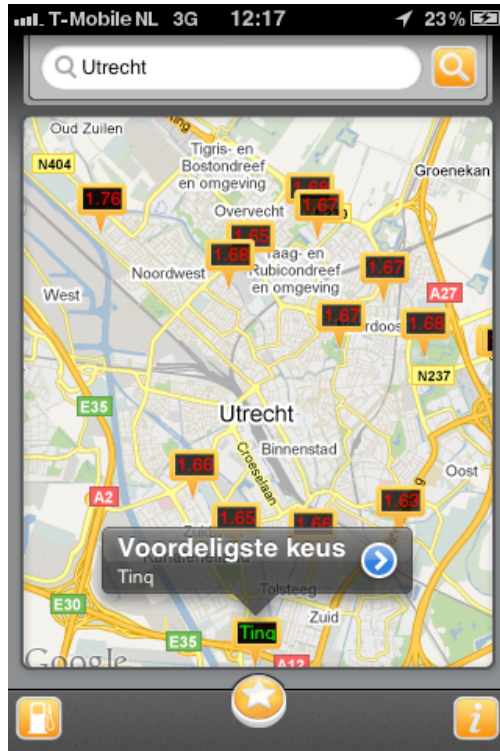 T-Mobile NL 3G 12:17 23%
Utrecht
Oud Zuilen
Tigris- en
Bostondreef
en omgeving
N404
Groenekan
1.76
1.67
Overvecht
1.65
1.68
Rubicondreef
en omgeving
1.67
Noordwest
West
A27
1.67
1.68
N237
E35
Utrecht
Binnenstad
Croeselaan
1.66
Oost
A2
1.63
1.65
1.66
Voordeligste keus
Tinq
Tolsteeg
E30
Zuid
Tinq
E35
A12
Google
i